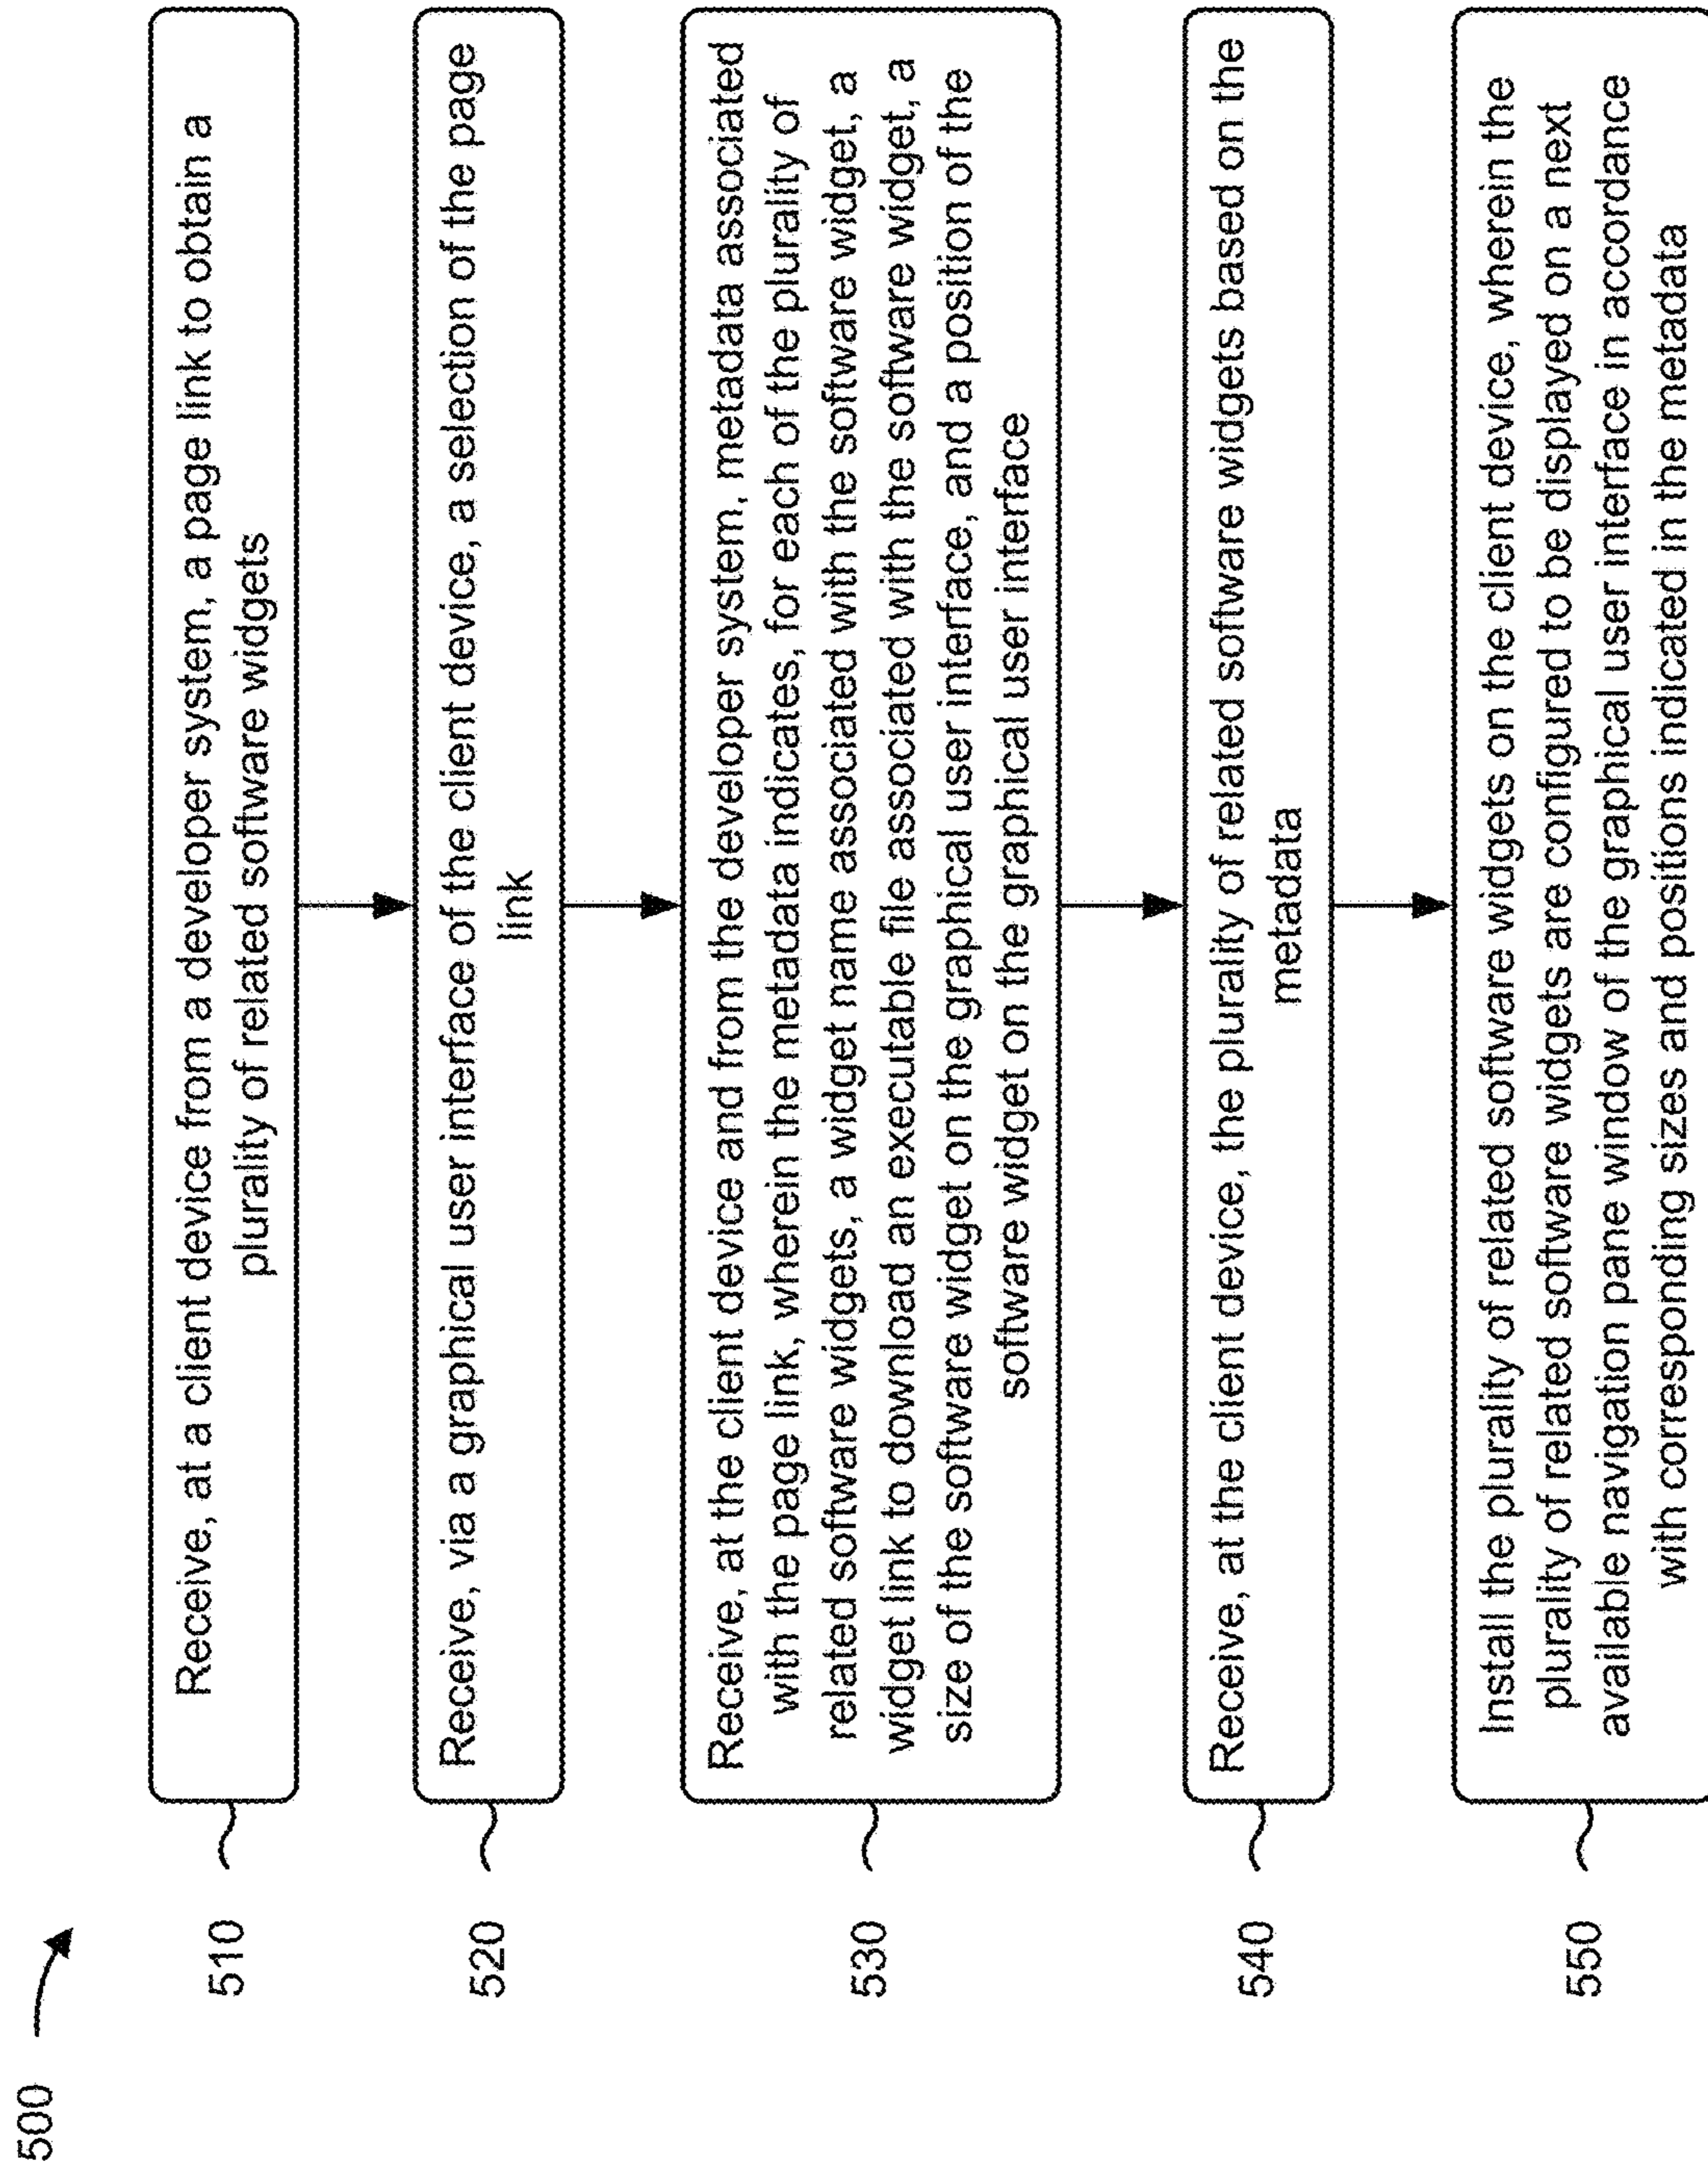 500
510
Receive, at a client device from a developer system, a page link to obtain a
plurality of related software widgets
520
Receive, via a graphical user interface of the client device, a selection of the page
link
530
Receive, at the client device and from the developer system, metadata associated
with the page link, wherein the metadata indicates, for each of the plurality of
related software widgets, a widget name associated with the software widget, a
widget link to download an executable file associated with the software widget, a
size of the software widget on the graphical user interface, and a position of the
software widget on the graphical user interface
540
Receive, at the client device, the plurality of related software widgets based on the
metadata
550
Install the plurality of related software widgets on the client device, wherein the
plurality of related software widgets are configured to be displayed on a next
available navigation pane window of the graphical user interface in accordance
with corresponding sizes and positions indicated in the metadata